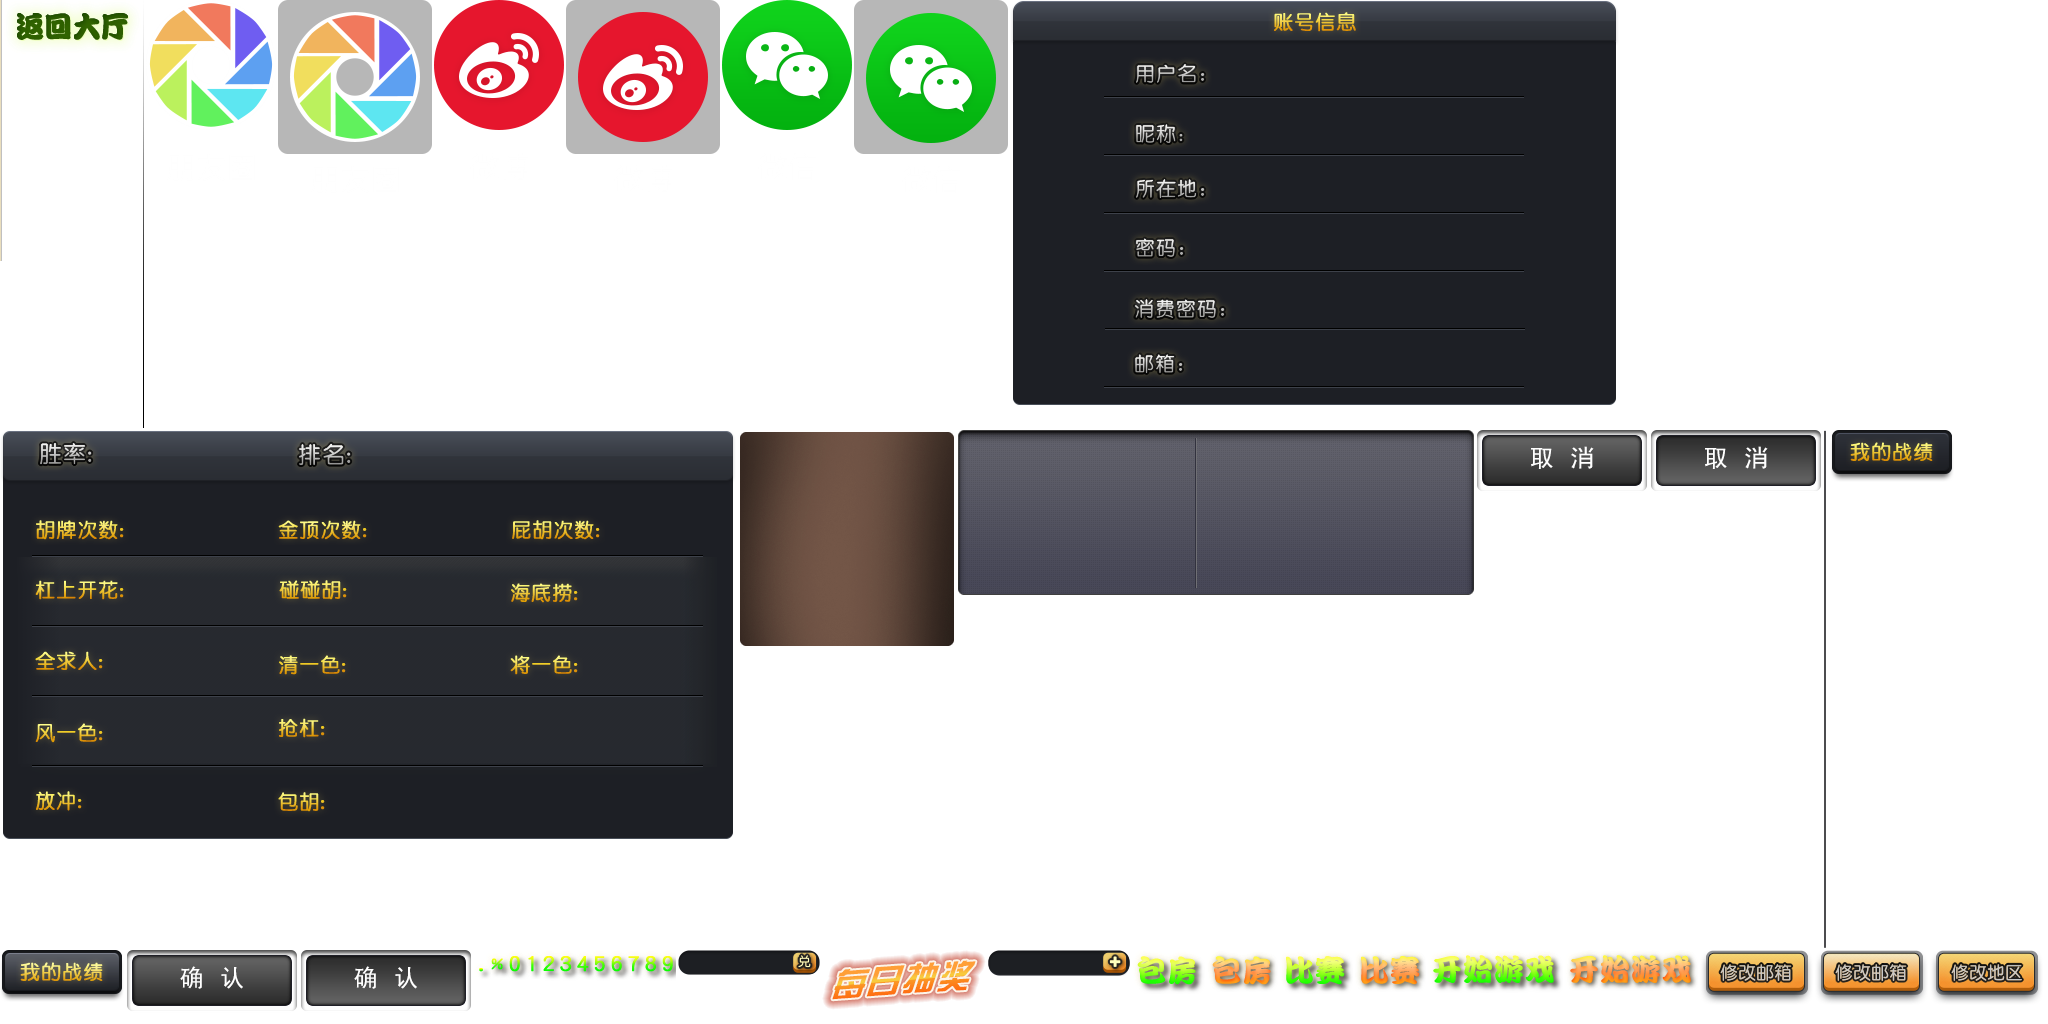 返回大厅
账号信息
用户名:
昵称:
所在地:
密码:
消费密码:
邮箱:
胜率: 排名:
胡牌次数: 金顶次数: 屁胡次数:
杠上开花: 碰碰胡: 海底捞:
全求人: 清一色: 将一色:
风一色: 抢杠:
放冲: 包胡:
取 消
取 消
我的战绩
我的战绩
确 认
确 认
.%0123456789
兑
每日抽奖
包房
包房
比赛
比赛
开始游戏
开始游戏
修改邮箱
修改邮箱
修改地区